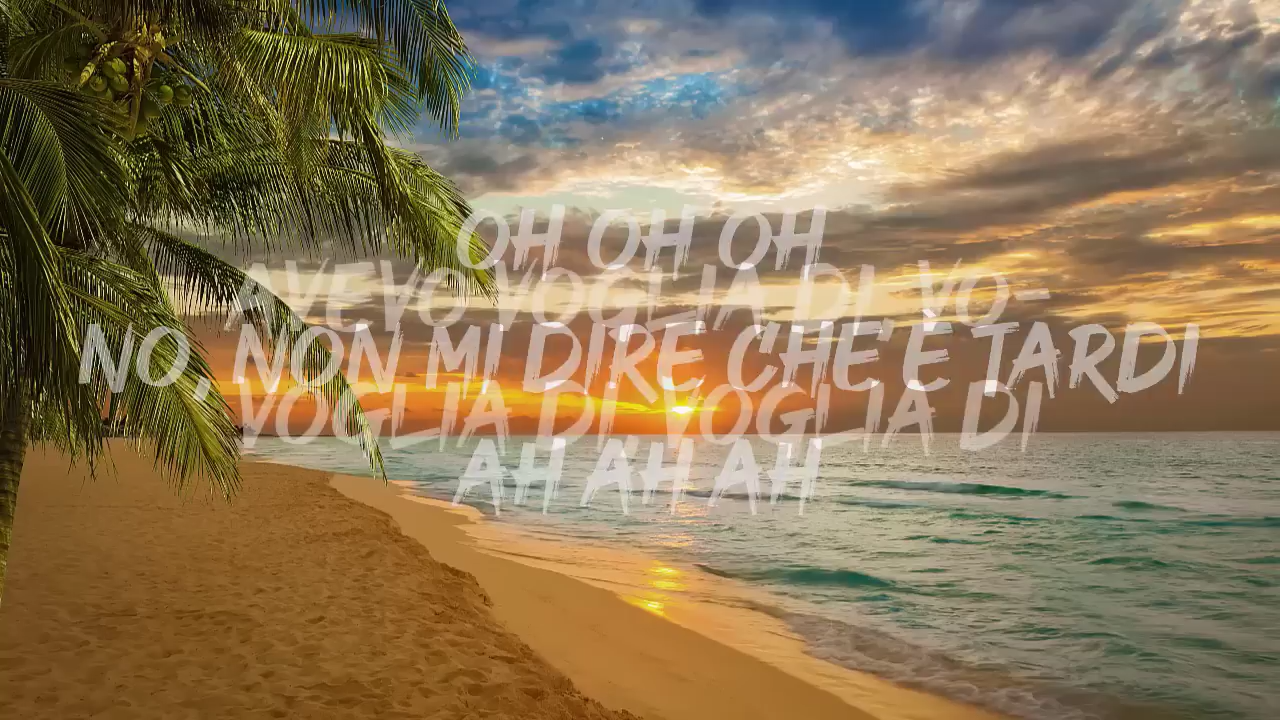 OH OH OH
AVEVO VOGLIA DI, VO-
NO, NON MI DIRE CHE È TARDI
VOGLIA DI, VOGLIA DI
AH AH AH